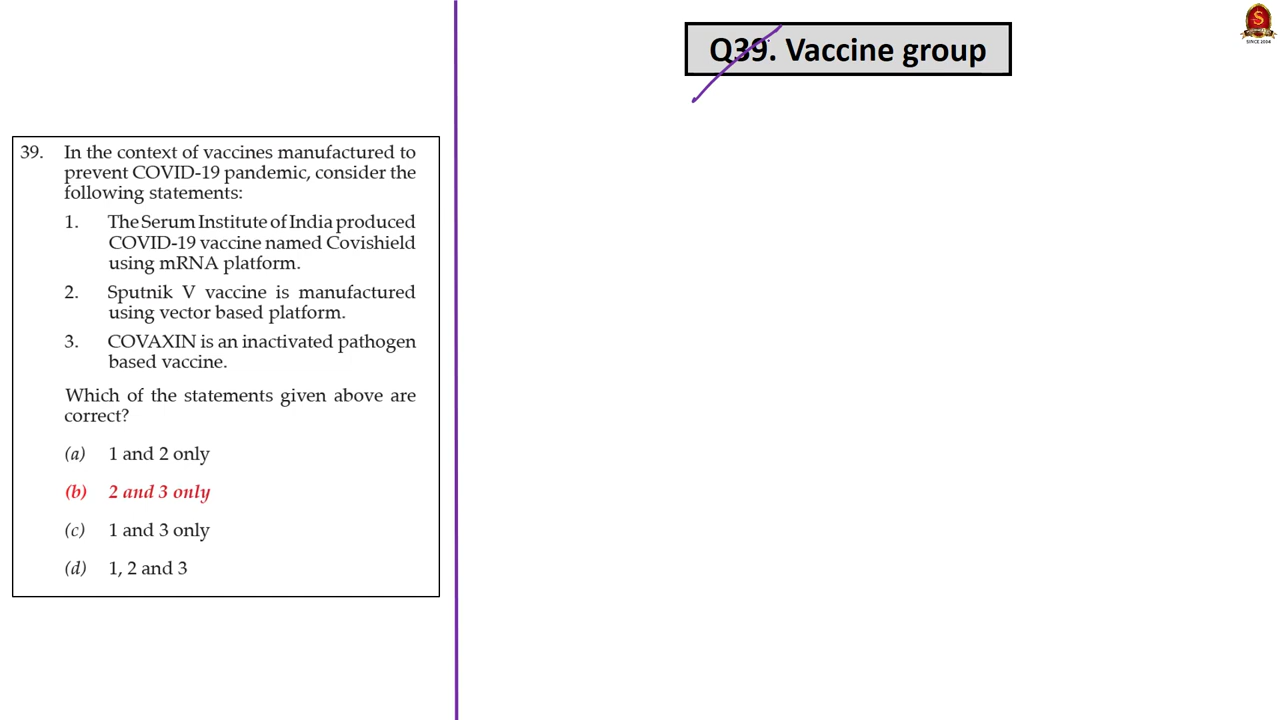 Q39. Vaccine group
SINCE 2004
39. In the context of vaccines manufactured to
prevent COVID-19 pandemic, consider the
following statements:
1. The Serum Institute of India produced
COVID-19 vaccine named Covishield
using mRNA platform.
2. Sputnik V vaccine is manufactured
using vector based platform.
3. COVAXIN is an inactivated pathogen
based vaccine.
Which of the statements given above are
correct?
(a) 1 and 2 only
(b) 2 and 3 only
(c) 1 and 3 only
(d) 1, 2 and 3